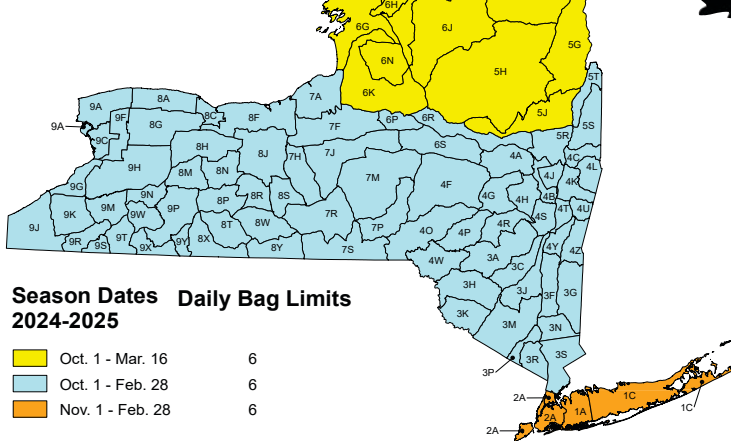 6H
6G
6J
5G
6N
5H
5T
6K
7A
9A
8A
5J
9F
8C
8F
6P
6R
5S
9A
8G
7F
5R
9C
6S
8H
8J
7H
7J
4A
4C
4L
9H
8M
8N
7M
4J
4K
9G
4F
9N
8P
8R
8S
4G
4H
4B
9K
9M
9W
9P
7R
4T
4U
9J
8T
8W
7P
4O
4P
4R
4S
9R
9S
9T
9X
9Y
8X
8Y
7S
4W
3A
3C
4Y
4Z
3H
3J
3F
3G
3K
3M
3N
3P
3R
3S
2A
1C
1C
2A
1A
2A
Season Dates Daily Bag Limits
2024-2025
Oct. 1 - Mar. 16 6
Oct. 1 - Feb. 28 6
Nov. 1 - Feb. 28 6